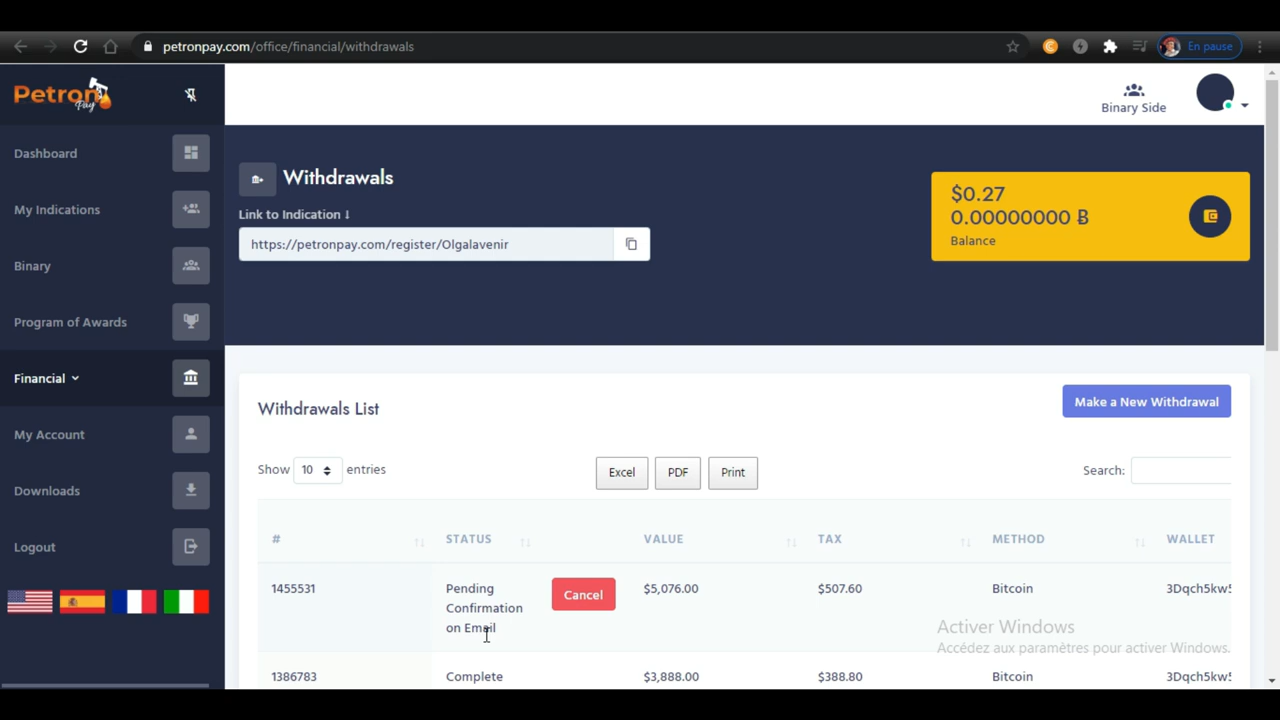 petronpay.com/office/financial/withdrawals
En pause
Petron
Pay
Binary Side
Dashboard
My Indications
Binary
Program of Awards
Financial
My Account
Downloads
Logout
Withdrawals
Link to Indication
https://petronpay.com/register/Olgalavenir
$0.27
0.00000000 Ƀ
Balance
Withdrawals List
Make a New Withdrawal
Show 10 entries
Excel PDF Print
Search:
# STATUS VALUE TAX METHOD WALLET
1455531 Pending Confirmation on Email Cancel $5,076.00 $507.60 Bitcoin 3Dqch5kw5
1386783 Complete $3,888.00 $388.80 Bitcoin 3Dqch5kw5
Activer Windows
Accédez aux paramètres pour activer Windows.